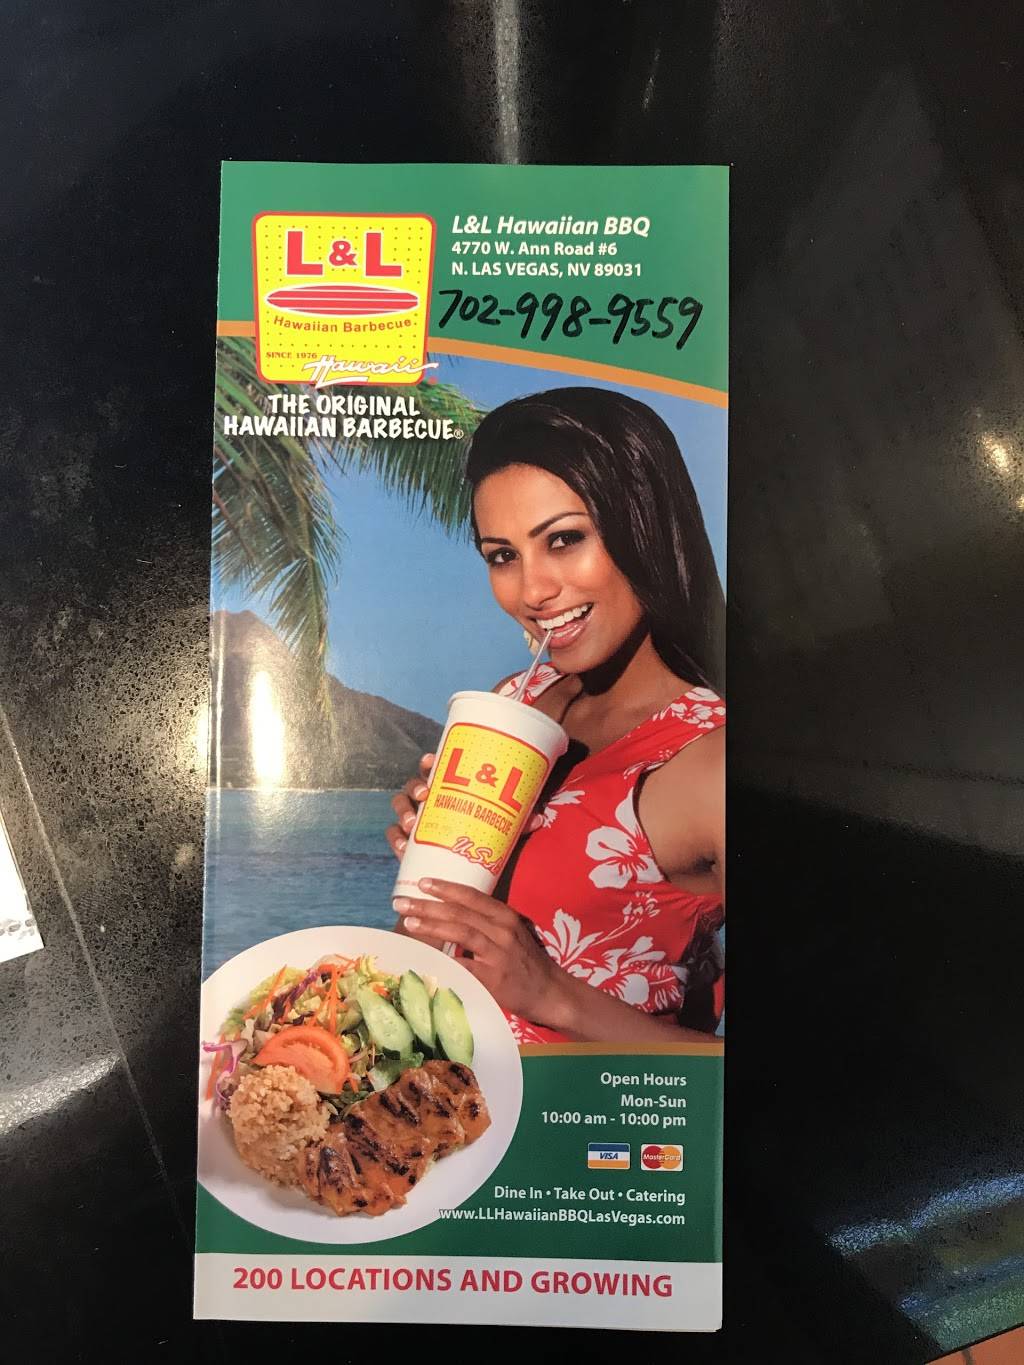 L&L
Hawaiian Barbecue
SINCE 1976
Hawaii
THE ORIGINAL
HAWAIIAN BARBECUE®
L&L Hawaiian BBQ
4770 W. Ann Road #6
N. LAS VEGAS, NV 89031
702-998-9559
L&L
HAWAIIAN BARBECUE
U.S.A.
Open Hours
Mon-Sun
10:00 am - 10:00 pm
VISA
MasterCard
Dine In • Take Out • Catering
www.LLHawaiianBBQLasVegas.com
200 LOCATIONS AND GROWING